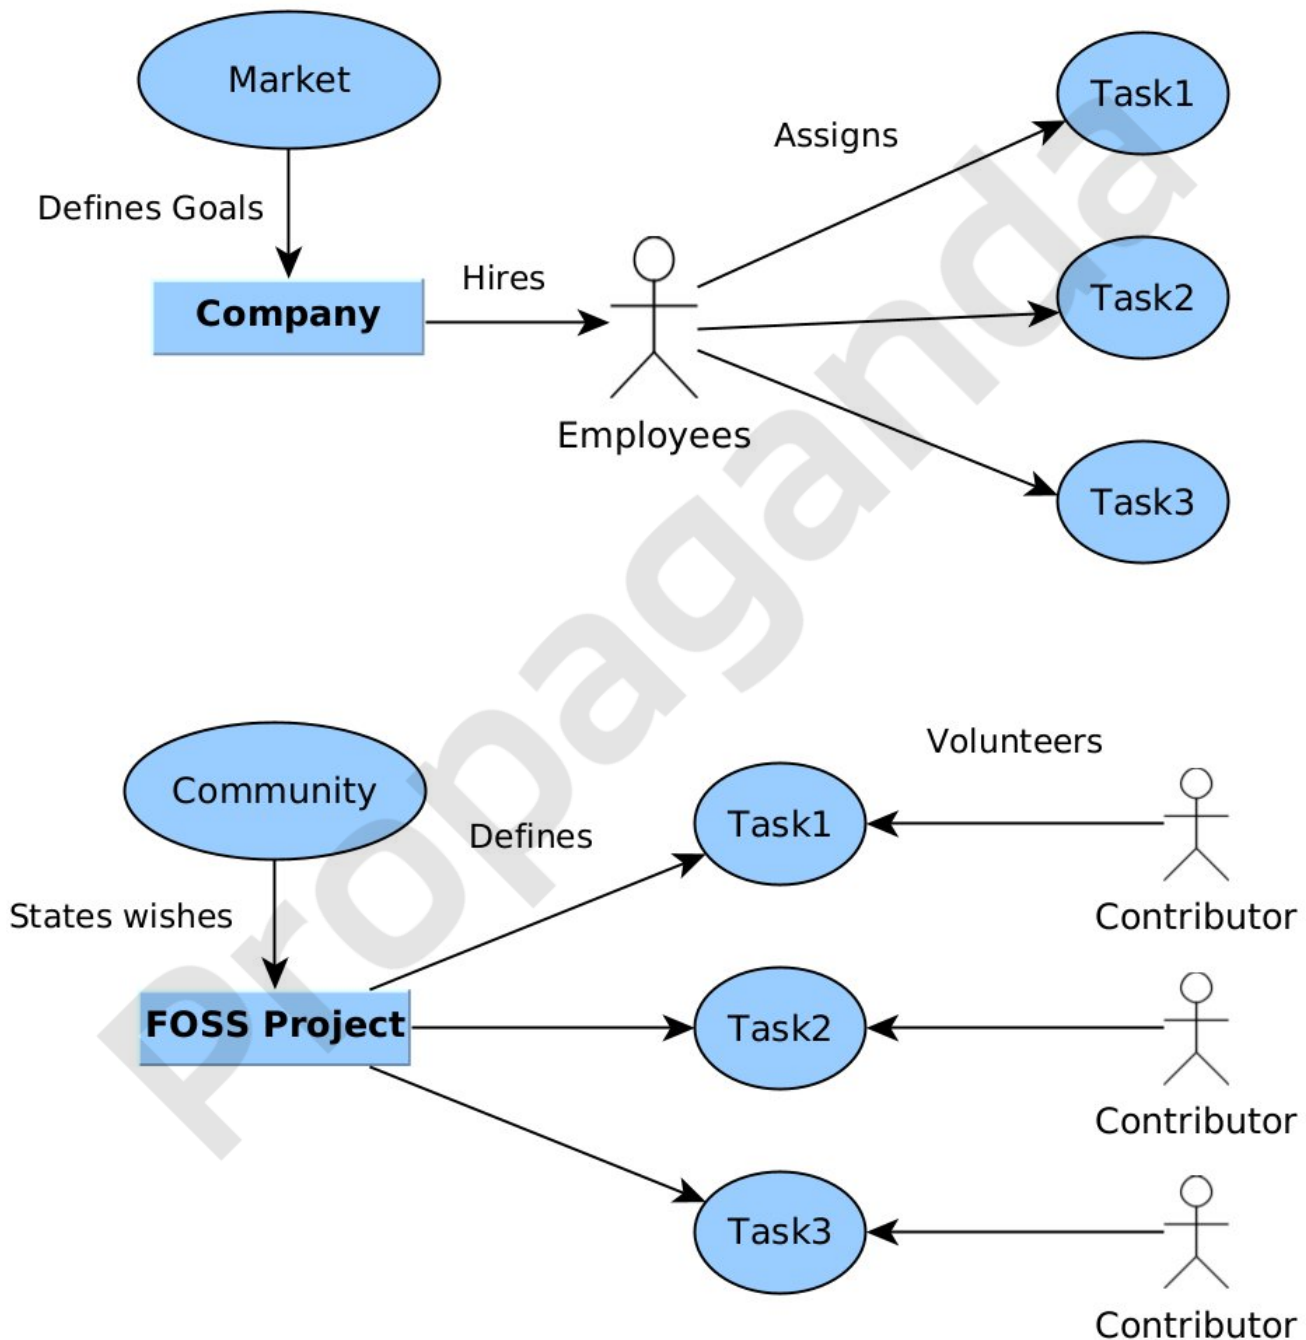 Market
Task1
Assigns
Defines Goals
Hires
Task2
Company
Employees
Task3
Propaganda
Volunteers
Community
Task1
Defines
States wishes
Contributor
FOSS Project
Task2
Contributor
Task3
Contributor